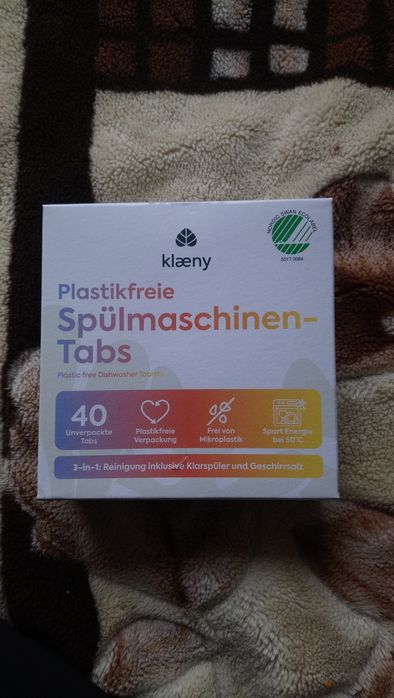 NORDIC SWAN ECOLABEL
5017 0064
klæny
Plastikfreie
Spülmaschinen-
Tabs
Plastic free Dishwasher Tablets
40
Unverpackte
Tabs
Plastikfreie
Verpackung
Frei von
Mikroplastik
Spart Energie
bei 50°C
3-in-1: Reinigung inklusive Klarspüler und Geschirrsalz